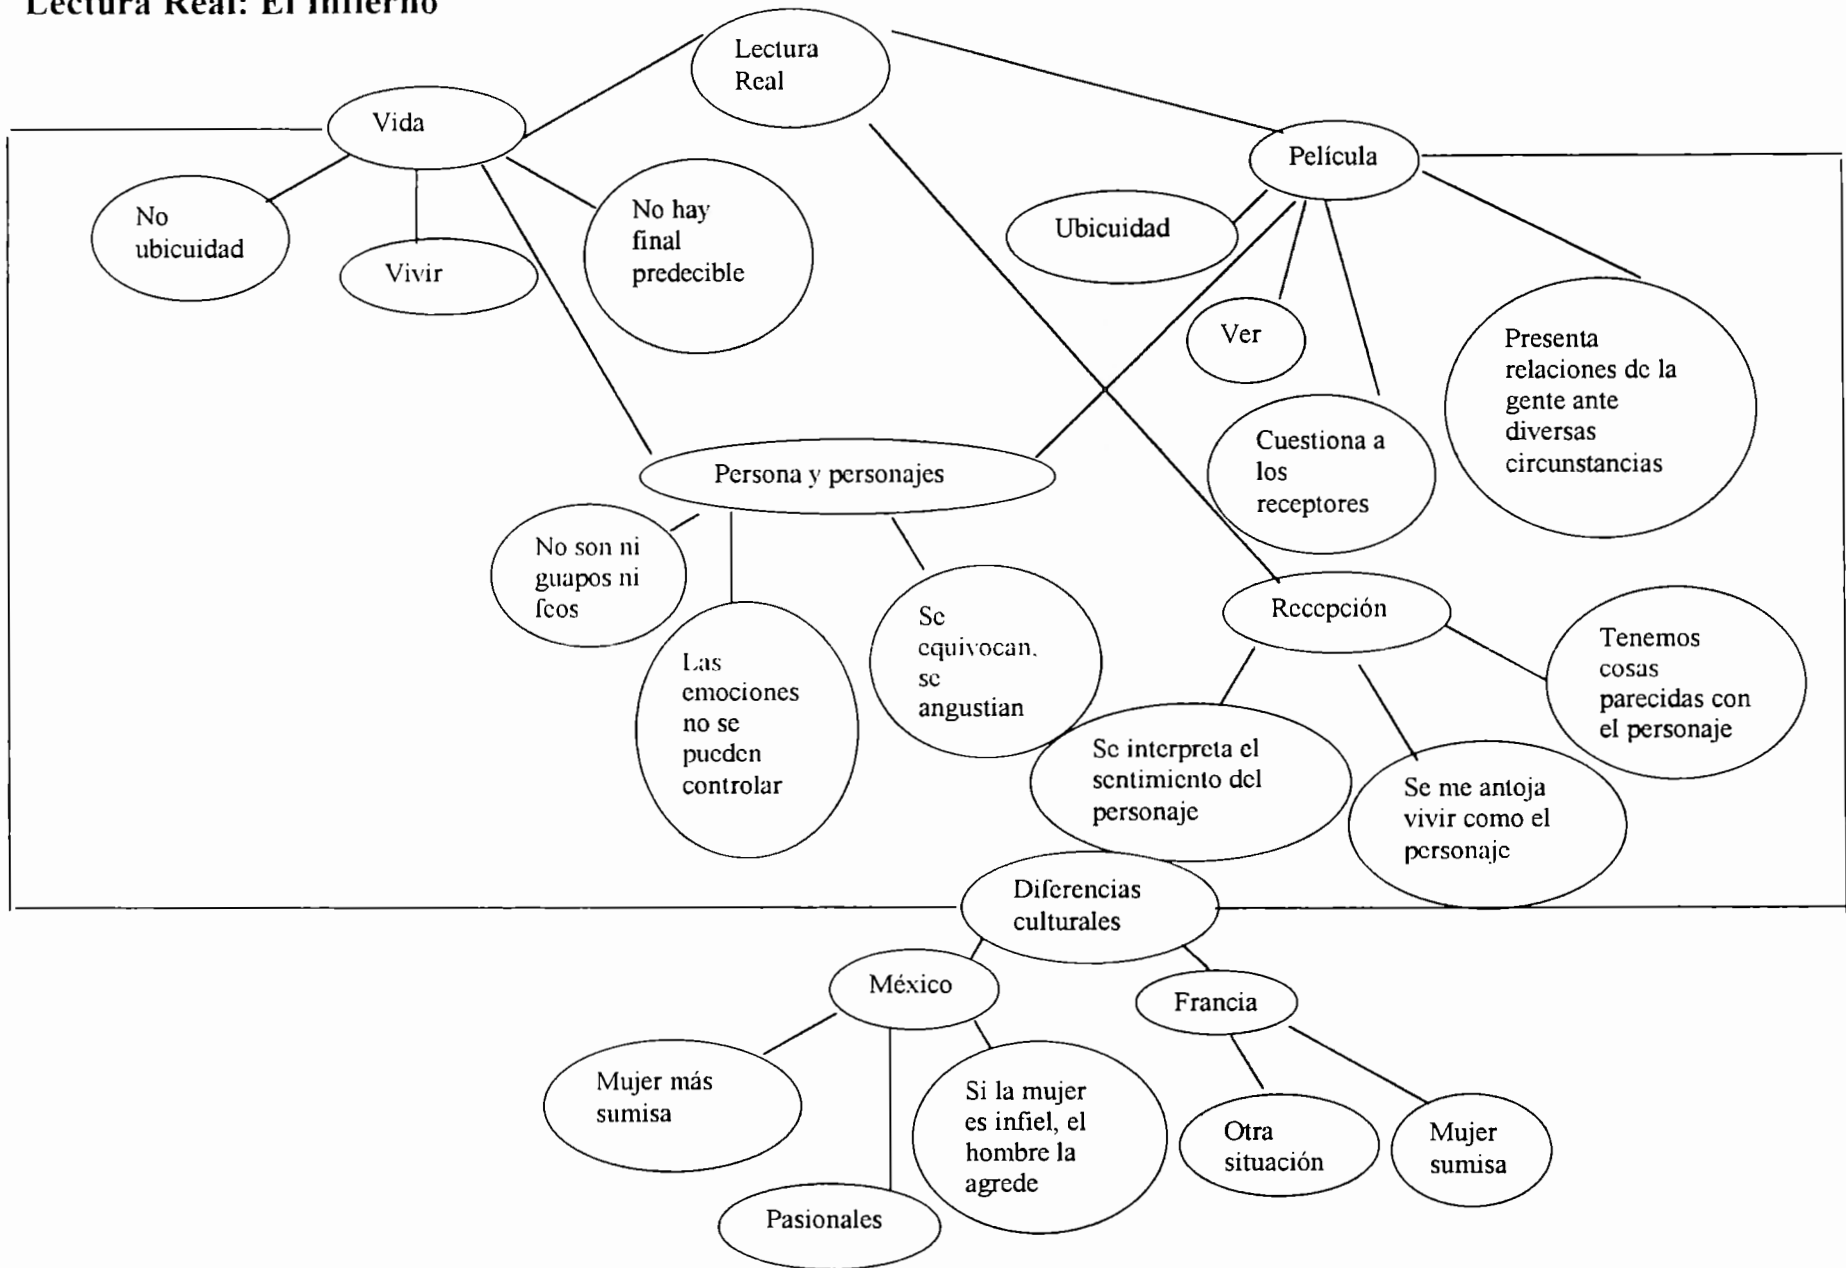 Lectura Real: El Infierno
Lectura
Real
Vida
Película
No
ubicuidad
Vivir
No hay
final
predecible
Ubicuidad
Ver
Cuestiona a
los
receptores
Presenta
relaciones de la
gente ante
diversas
circunstancias
Persona y personajes
No son ni
guapos ni
feos
Las
emociones
no se
pueden
controlar
Se
equivocan,
se
angustian
Recepción
Se interpreta el
sentimiento del
personaje
Se me antoja
vivir como el
personaje
Tenemos
cosas
parecidas con
el personaje
Diferencias
culturales
México
Francia
Mujer más
sumisa
Pasionales
Si la mujer
es infiel, el
hombre la
agrede
Otra
situación
Mujer
sumisa